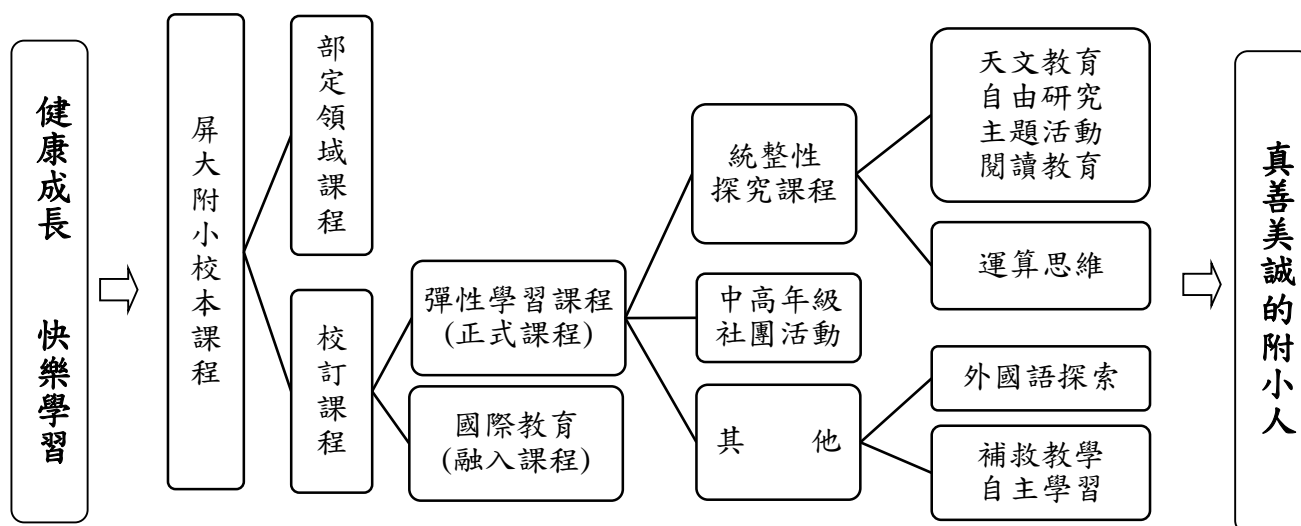 健康成長 快樂學習
屏大附小校本課程
部定領域課程
校訂課程
彈性學習課程
(正式課程)
國際教育
(融入課程)
統整性
探究課程
中高年級
社團活動
其 他
天文教育
自由研究
主題活動
閱讀教育
運算思維
外國語探索
補救教學
自主學習
真善美誠的附小人